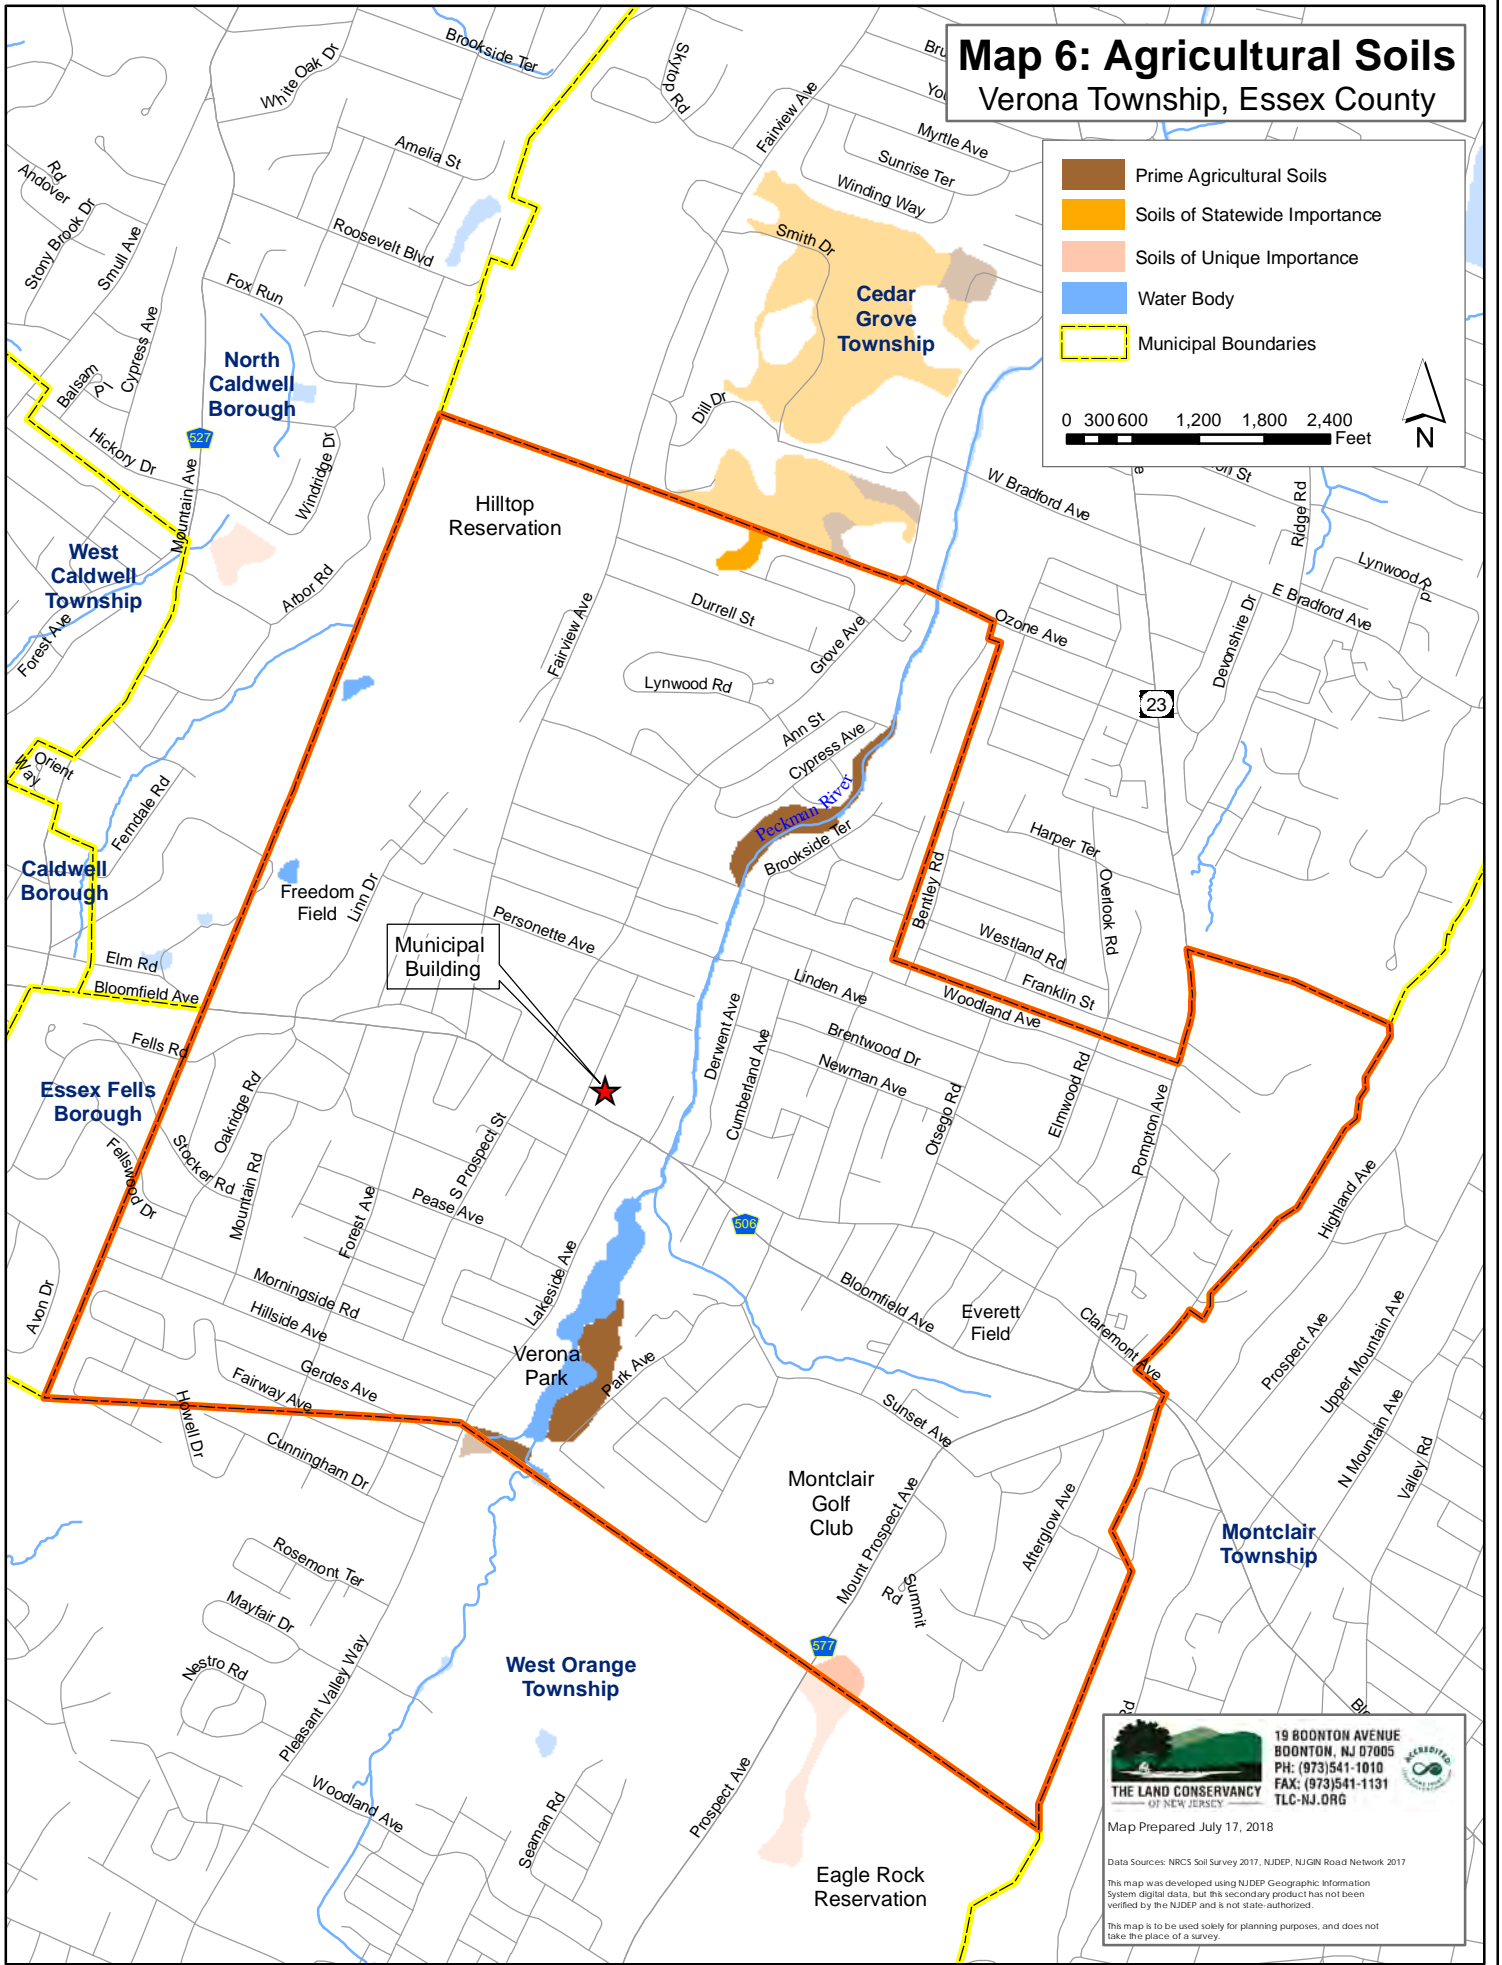 Map 6: Agricultural Soils
Verona Township, Essex County
Prime Agricultural Soils
Soils of Statewide Importance
Soils of Unique Importance
Water Body
Municipal Boundaries
0 300 600 1,200 1,800 2,400
Feet
N
Brookside Ter
White Oak Dr
Skytop Rd
Fairview Ave
Myrtle Ave
Sunrise Ter
Winding Way
Amelia St
Andover Rd
Stony Brook Dr
Smull Ave
Roosevelt Blvd
Smith Dr
Fox Run
Cedar
Grove
Township
Cypress Ave
Balsam Pl
North
Caldwell
Borough
527
Hickory Dr
Mountain Ave
Windridge Dr
Dill Dr
W Bradford Ave
Ridge Rd
Hilltop
Reservation
West
Caldwell
Township
Arbor Rd
Forest Ave
Fairview Ave
Durrell St
Grove Ave
Ozone Ave
Devonshire Dr
E Bradford Ave
Lynwood Rd
Lynwood Rd
23
Ann St
Cypress Ave
Orient Way
Ferndale Rd
Peckman River
Brookside Ter
Harper Ter
Overlook Rd
Bentley Rd
Caldwell
Borough
Freedom
Field
Linn Dr
Personette Ave
Municipal
Building
Westland Rd
Franklin St
Elm Rd
Bloomfield Ave
Linden Ave
Woodland Ave
Fells Rd
Derwent Ave
Cumberland Ave
Brentwood Dr
Newman Ave
Essex Fells
Borough
Oakridge Rd
Otsego Rd
Elmwood Rd
Pompton Ave
Fellswood Dr
Stocker Rd
Mountain Rd
Forest Ave
S Prospect St
Pease Ave
Highland Ave
506
Avon Dr
Morningside Rd
Hillside Ave
Lakeside Ave
Bloomfield Ave
Everett
Field
Claremont Ave
Prospect Ave
Upper Mountain Ave
Verona
Park
Park Ave
Gerdes Ave
Fairway Ave
Howell Dr
Cunningham Dr
Sunset Ave
N Mountain Ave
Valley Rd
Montclair
Golf
Club
Mount Prospect Ave
Afterglow Ave
Montclair
Township
Rosemont Ter
Mayfair Dr
Summit Rd
Nestro Rd
Pleasant Valley Way
West Orange
Township
577
Woodland Ave
Seaman Rd
Prospect Ave
Eagle Rock
Reservation
THE LAND CONSERVANCY
OF NEW JERSEY
19 BOONTON AVENUE
BOONTON, NJ 07005
PH: (973)541-1010
FAX: (973)541-1131
TLC-NJ.ORG
ACCREDITED
Map Prepared July 17, 2018
Data Sources: NRCS Soil Survey 2017, NJDEP, NJGIN Road Network 2017
This map was developed using NJDEP Geographic Information
System digital data, but this secondary product has not been
verified by the NJDEP and is not state-authorized.
This map is to be used solely for planning purposes, and does not
take the place of a survey.